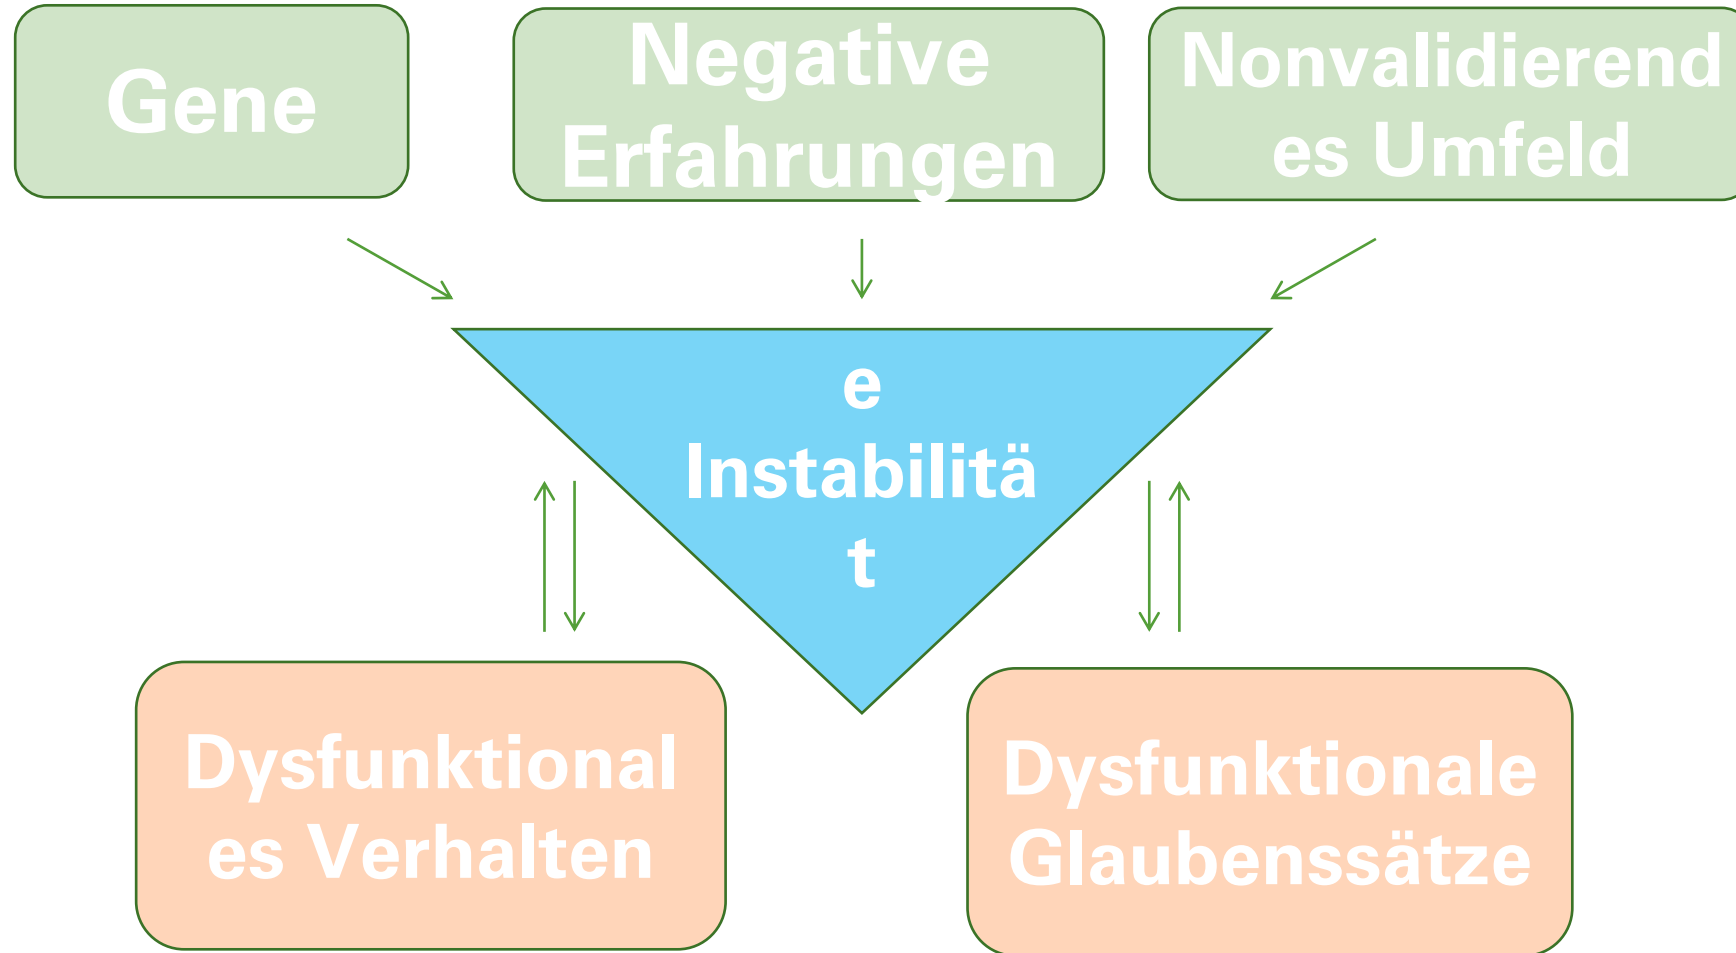 Gene
Negative
Erfahrungen
Nonvalidierend
es Umfeld
e
Instabilitä
t
Dysfunktional
es Verhalten
Dysfunktionale
Glaubenssätze